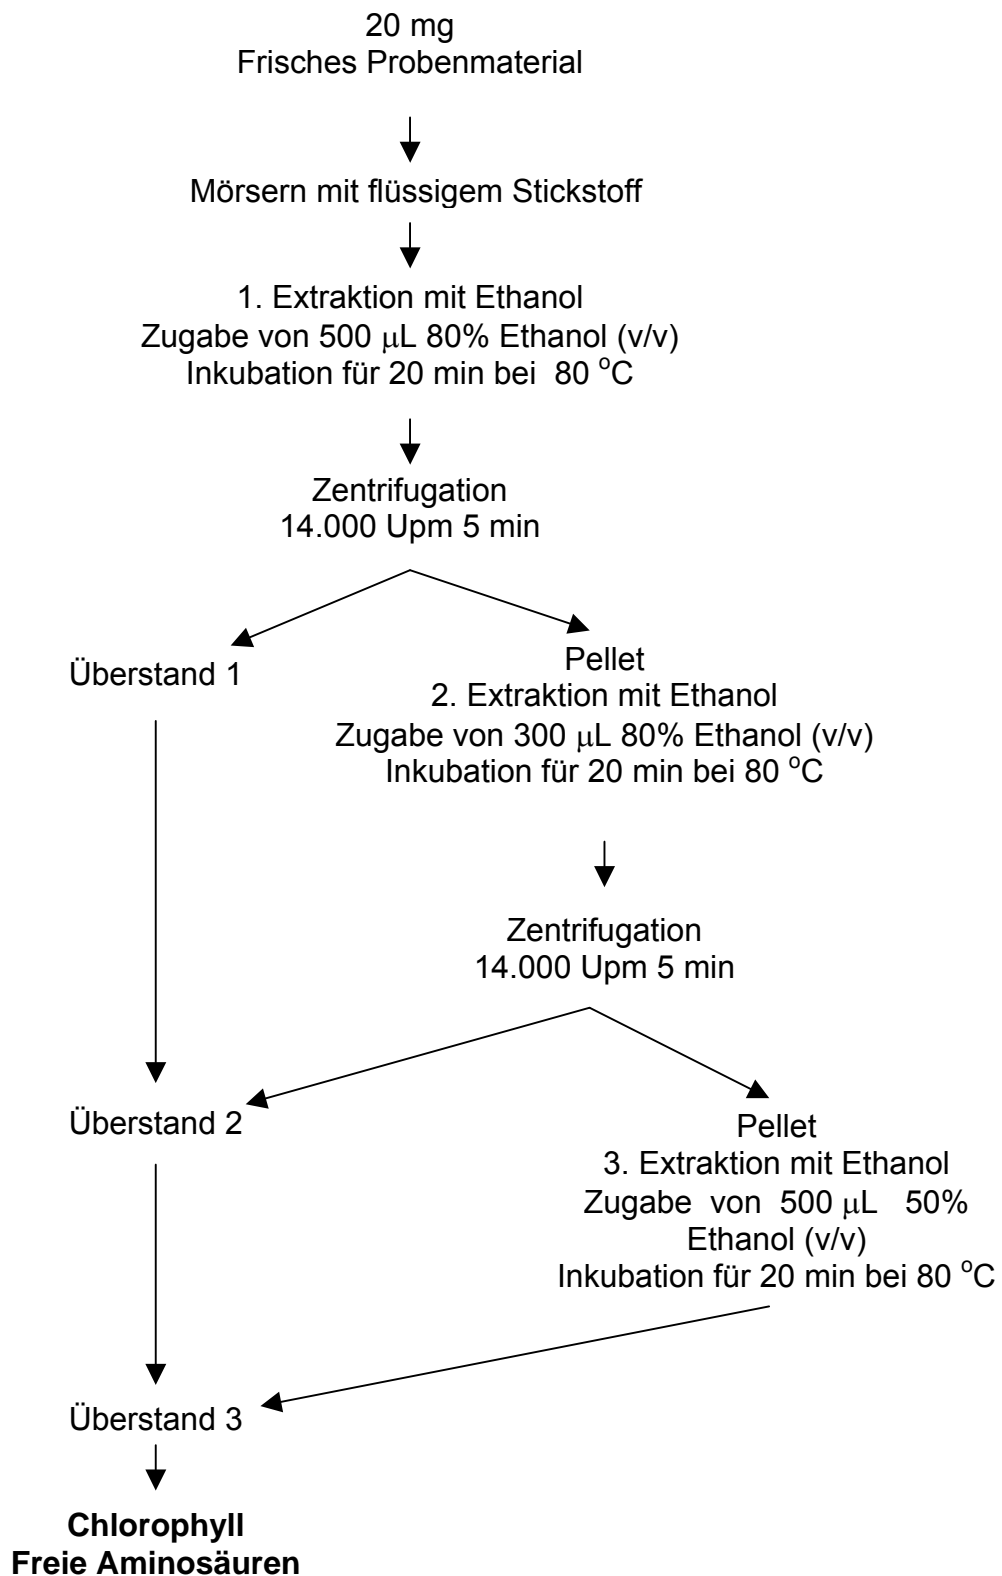 20 mg
Frisches Probenmaterial
Mörsern mit flüssigem Stickstoff
1. Extraktion mit Ethanol
Zugabe von 500 μL 80% Ethanol (v/v)
Inkubation für 20 min bei 80 °C
Zentrifugation
14.000 Upm 5 min
Überstand 1
Pellet
2. Extraktion mit Ethanol
Zugabe von 300 μL 80% Ethanol (v/v)
Inkubation für 20 min bei 80 °C
Zentrifugation
14.000 Upm 5 min
Überstand 2
Pellet
3. Extraktion mit Ethanol
Zugabe von 500 μL 50%
Ethanol (v/v)
Inkubation für 20 min bei 80 °C
Überstand 3
Chlorophyll
Freie Aminosäuren